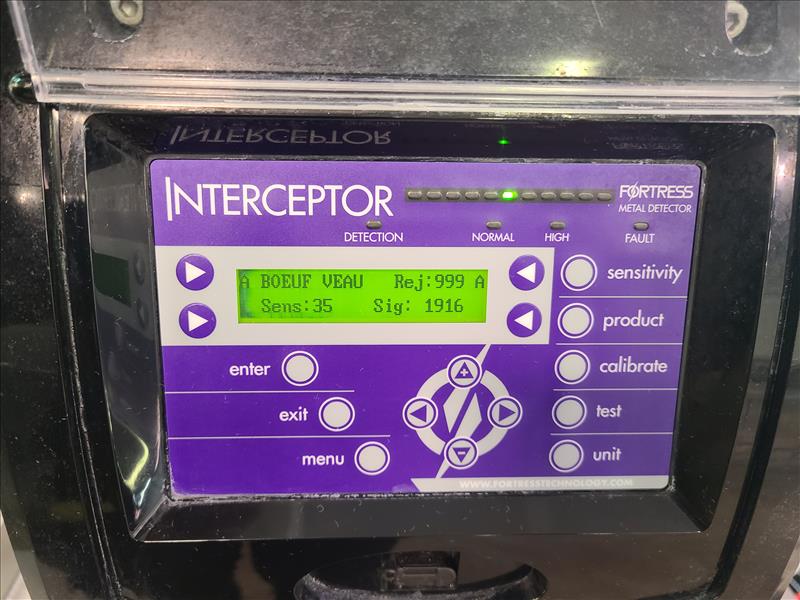 INTERCEPTOR
FORTRESS
METAL DETECTOR
DETECTION
NORMAL
HIGH
FAULT
A BOEUF VEAU Rej:999 A
Sens:35 Sig: 1916
sensitivity
product
calibrate
test
unit
enter
exit
menu
WWW.FORTRESSTECHNOLOGY.COM